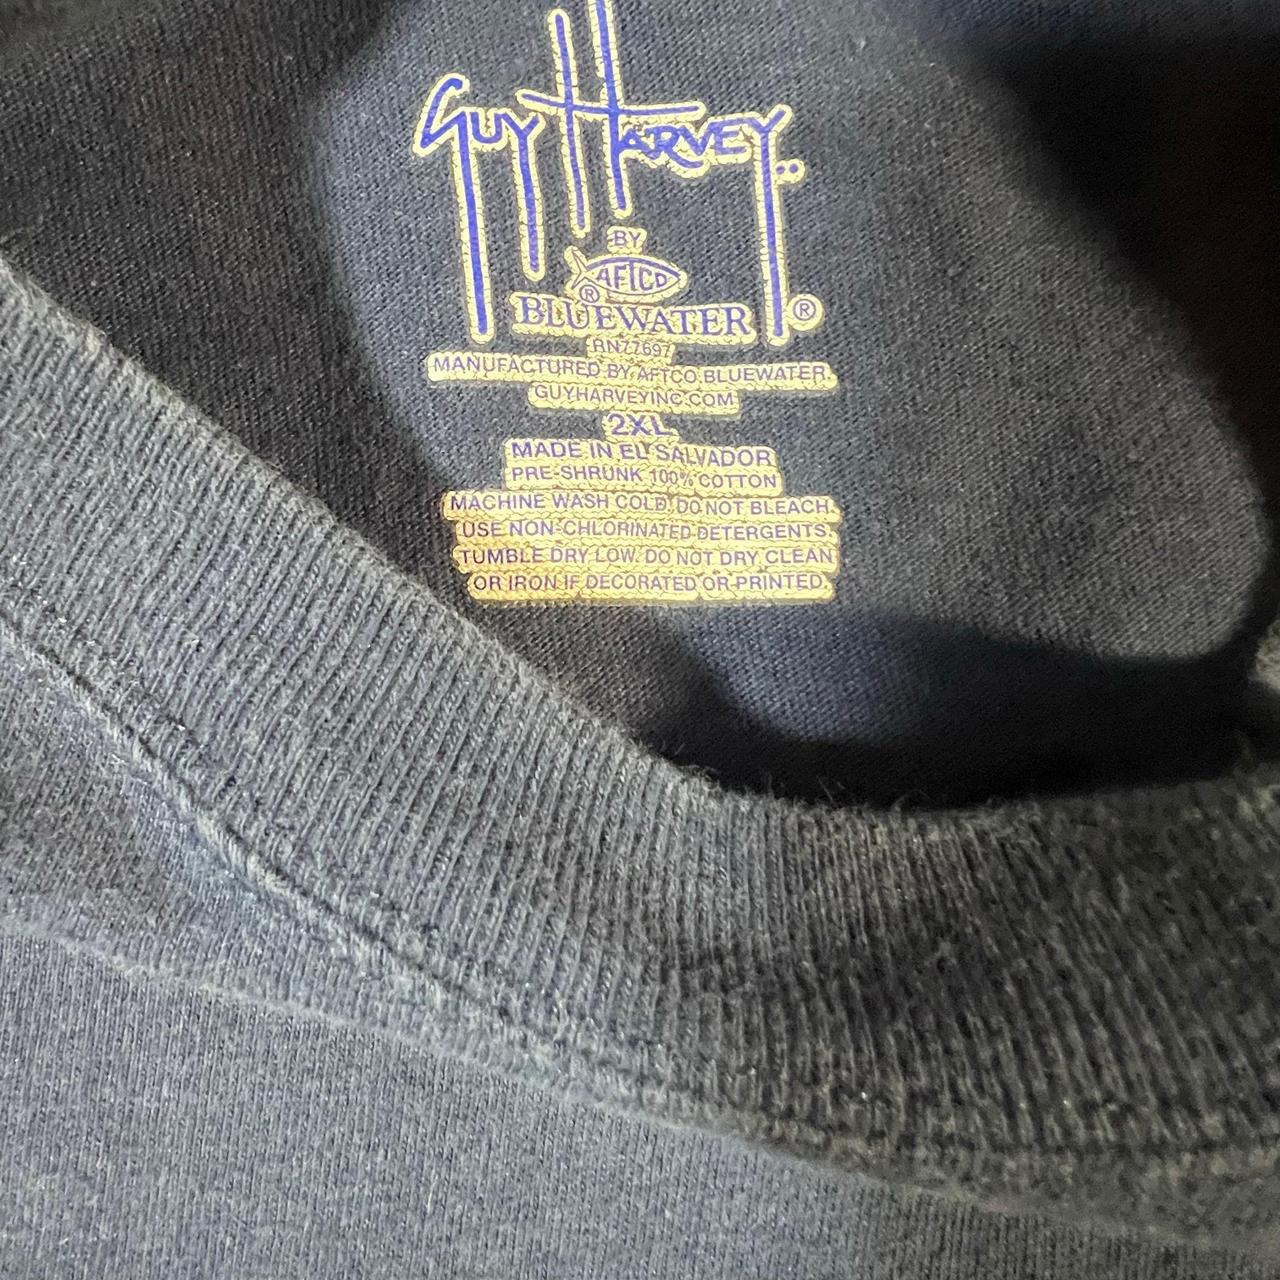 GUY HARVEY
BY
AFTCO®
BLUEWATER®
RN77697
MANUFACTURED BY AFTCO BLUEWATER
GUYHARVEYINC.COM
2XL
MADE IN EL SALVADOR
PRE-SHRUNK 100% COTTON
MACHINE WASH COLD. DO NOT BLEACH.
USE NON-CHLORINATED DETERGENTS.
TUMBLE DRY LOW. DO NOT DRY CLEAN
OR IRON IF DECORATED OR PRINTED.